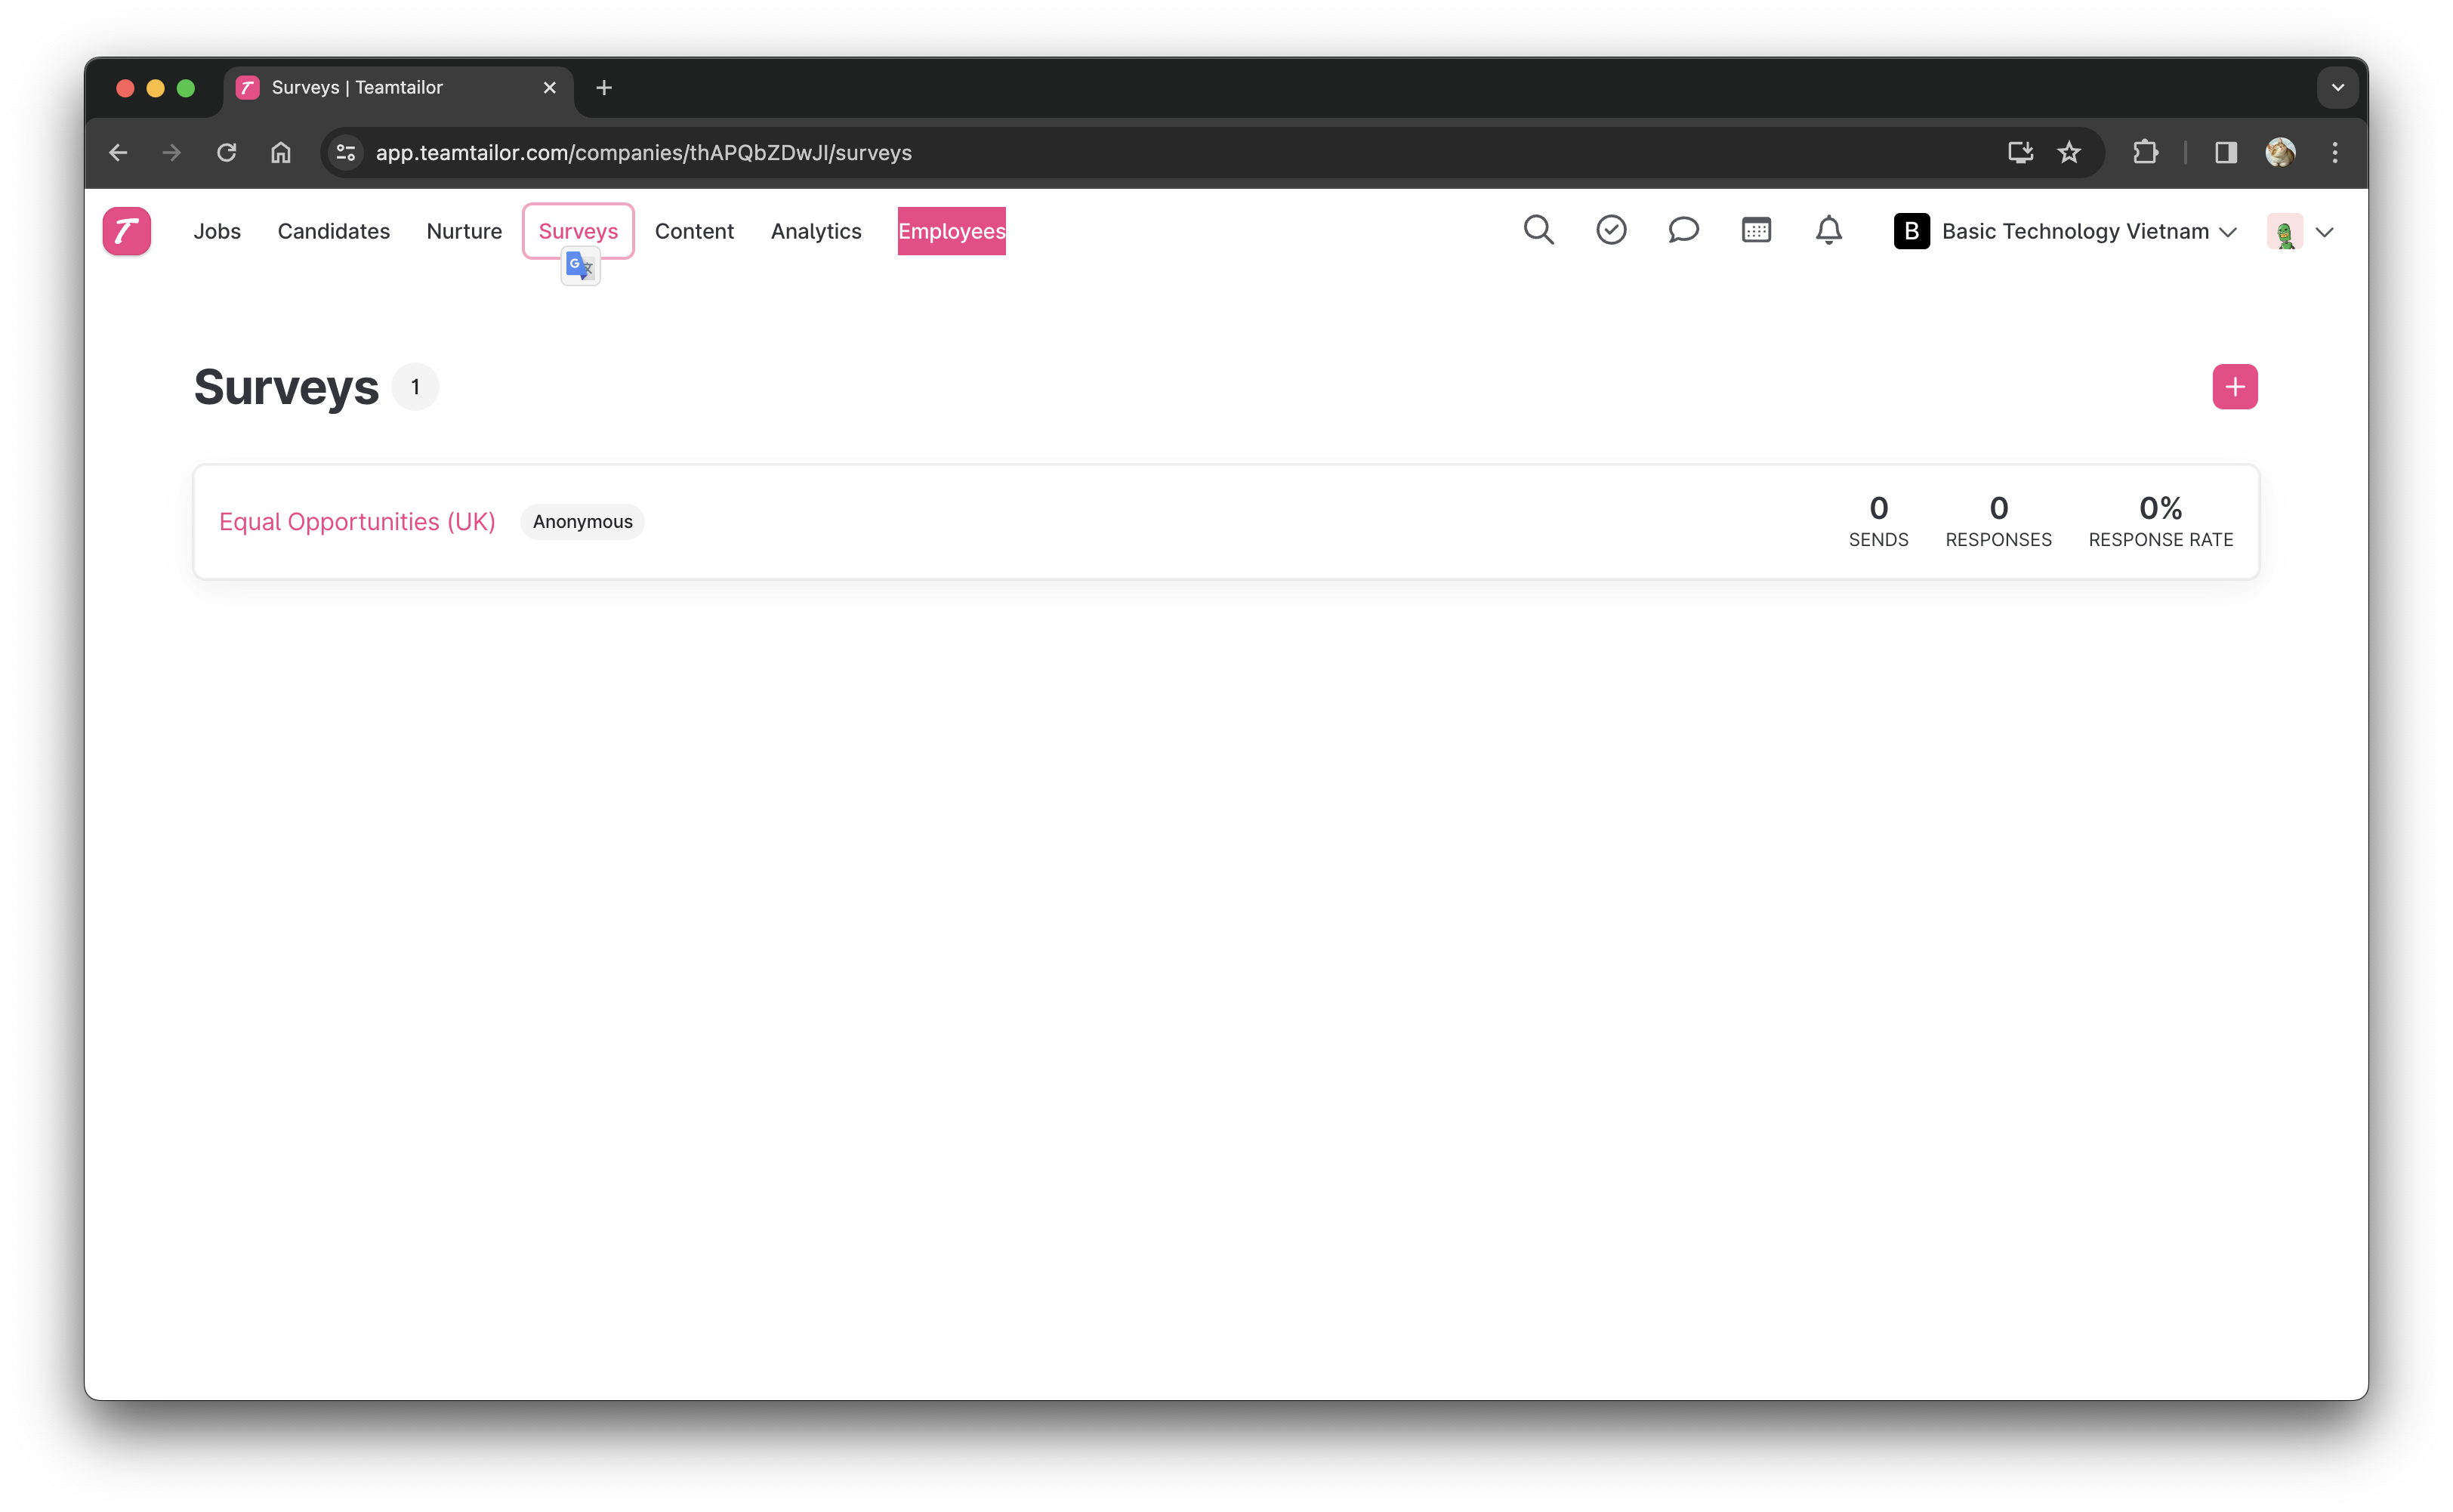 Surveys | Teamtailor
app.teamtailor.com/companies/thAPQbZDwJI/surveys
Jobs Candidates Nurture Surveys Content Analytics Employees B Basic Technology Vietnam
Surveys 1
Equal Opportunities (UK) Anonymous
0 0 0%
SENDS RESPONSES RESPONSE RATE